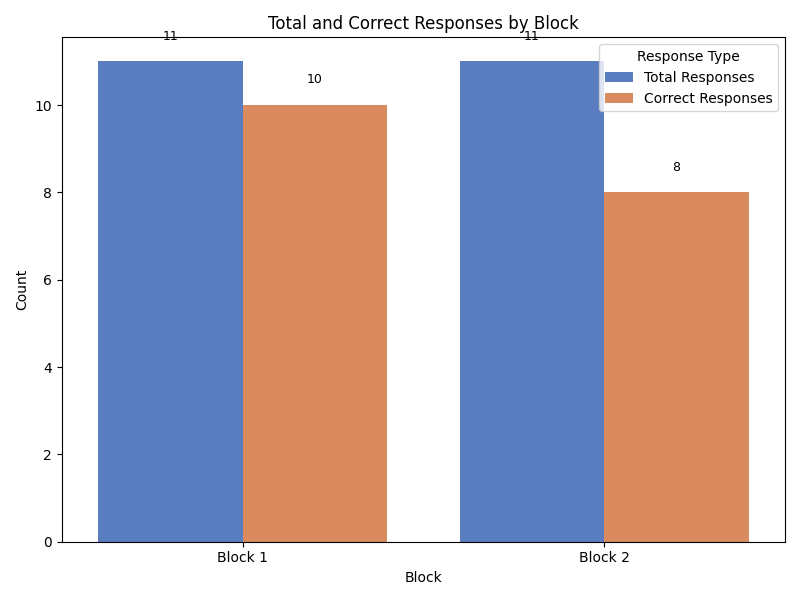 Total and Correct Responses by Block
11
11
Response Type
Total Responses
Correct Responses
10
8
Count
10
8
6
4
2
0
Block 1
Block 2
Block